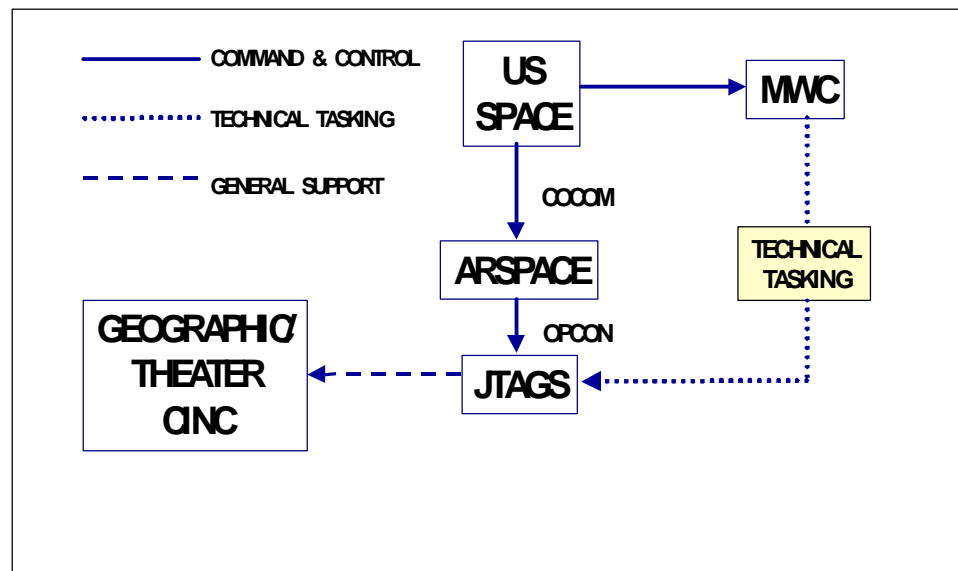 COMMAND & CONTROL
TECHNICAL TASKING
GENERAL SUPPORT
US
SPACE
MWC
COCOM
TECHNICAL
TASKING
ARSPACE
OPCON
GEOGRAPHIC/
THEATER
CINC
JTAGS